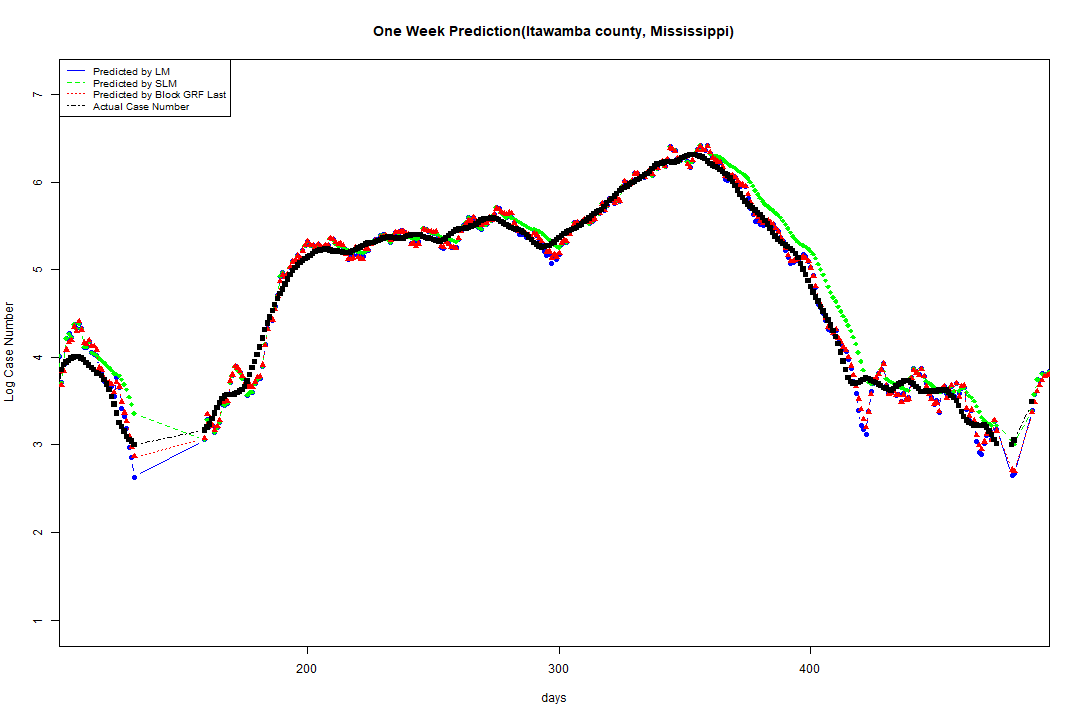 One Week Prediction(Itawamba county, Mississippi)
Predicted by LM
Predicted by SLM
Predicted by Block GRF Last
Actual Case Number
7
6
5
4
3
2
1
Log Case Number
200 300 400
days